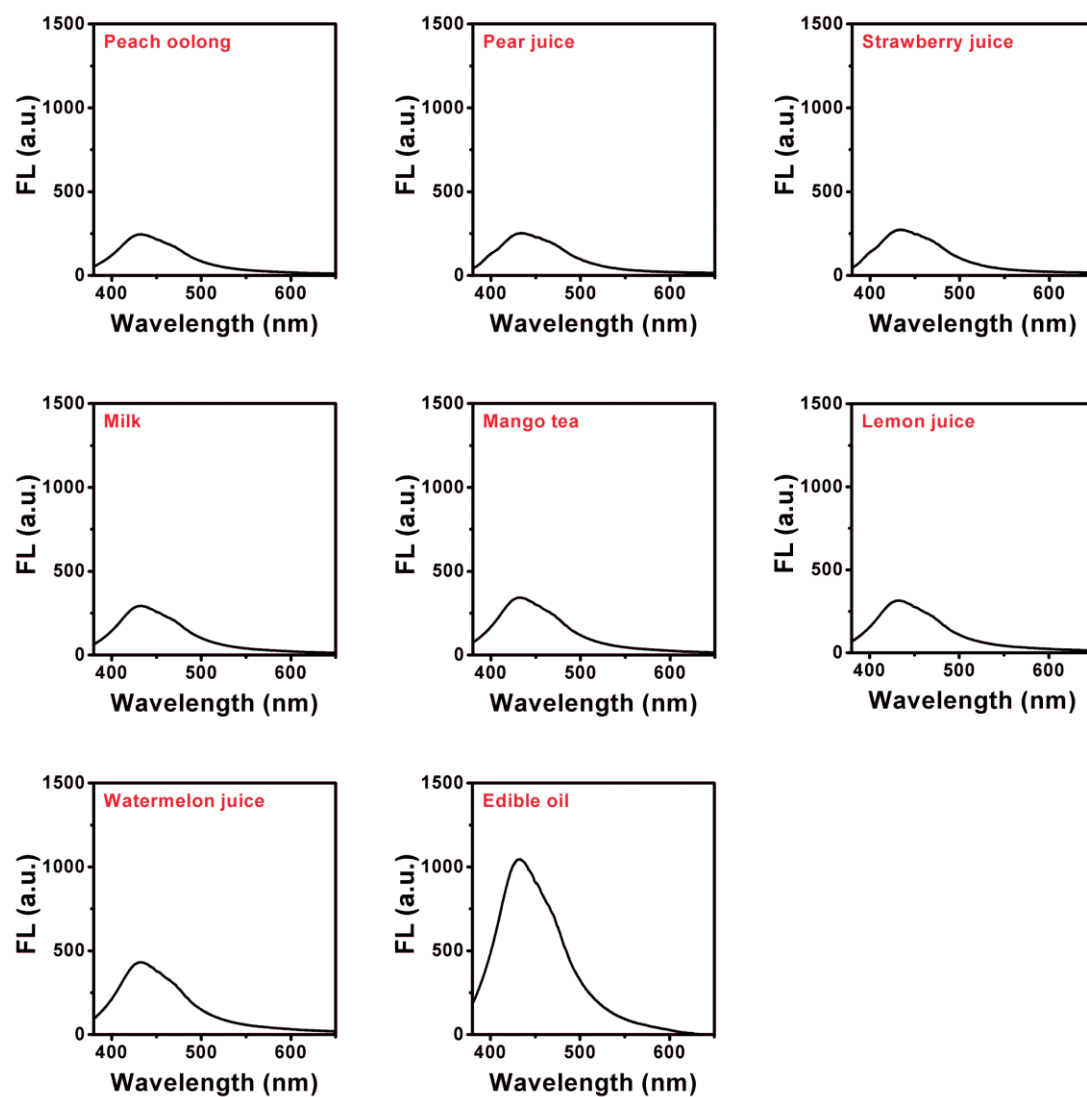 Peach oolong
1500
1000
500
0
FL (a.u.)
400 500 600
Wavelength (nm)
Pear juice
1500
1000
500
0
FL (a.u.)
400 500 600
Wavelength (nm)
Strawberry juice
1500
1000
500
0
FL (a.u.)
400 500 600
Wavelength (nm)
Milk
1500
1000
500
0
FL (a.u.)
400 500 600
Wavelength (nm)
Mango tea
1500
1000
500
0
FL (a.u.)
400 500 600
Wavelength (nm)
Lemon juice
1500
1000
500
0
FL (a.u.)
400 500 600
Wavelength (nm)
Watermelon juice
1500
1000
500
0
FL (a.u.)
400 500 600
Wavelength (nm)
Edible oil
1500
1000
500
0
FL (a.u.)
400 500 600
Wavelength (nm)